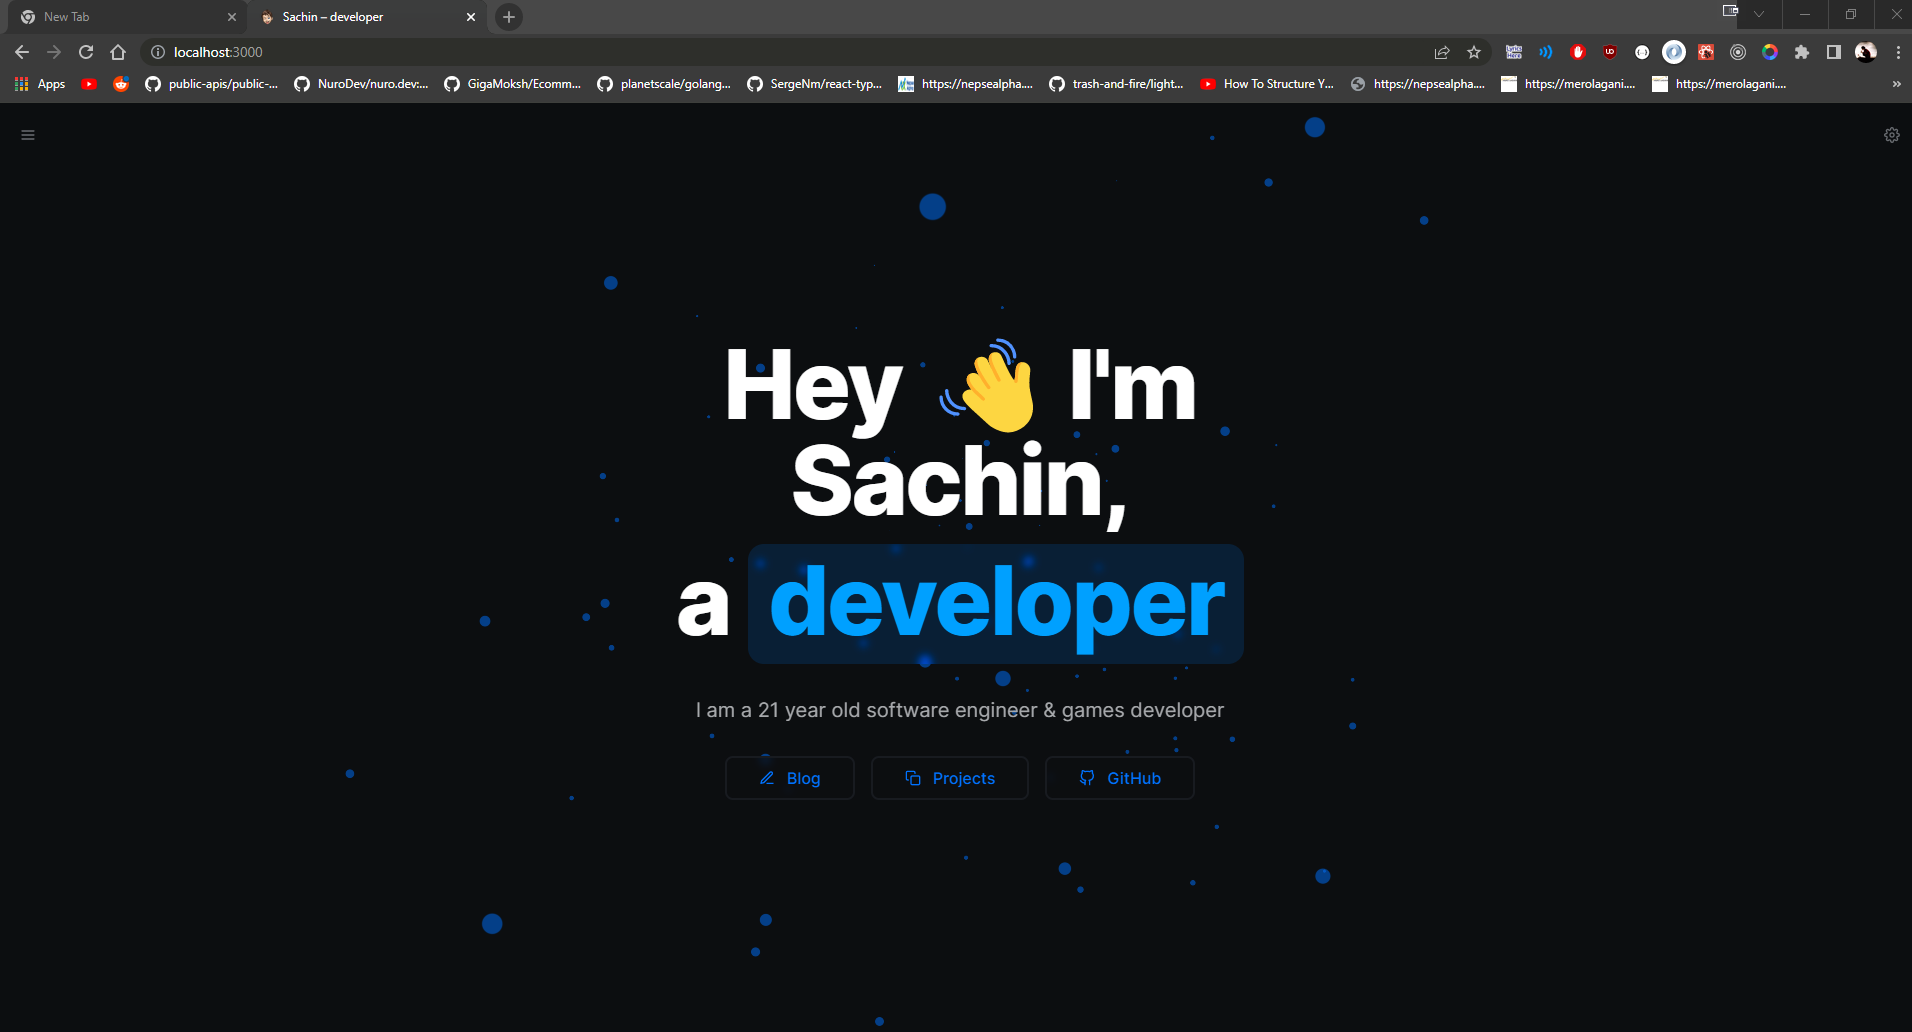 New Tab
Sachin – developer
localhost:3000
Apps
public-apis/public-...
NuroDev/nuro.dev:...
GigaMoksh/Ecomm...
planetscale/golang...
SergeNm/react-typ...
https://nepsealpha....
trash-and-fire/light...
How To Structure Y...
https://nepsealpha....
https://merolagani....
https://merolagani....
»
Hey 👋 I'm
Sachin,
a developer
I am a 21 year old software engineer & games developer
Blog
Projects
GitHub